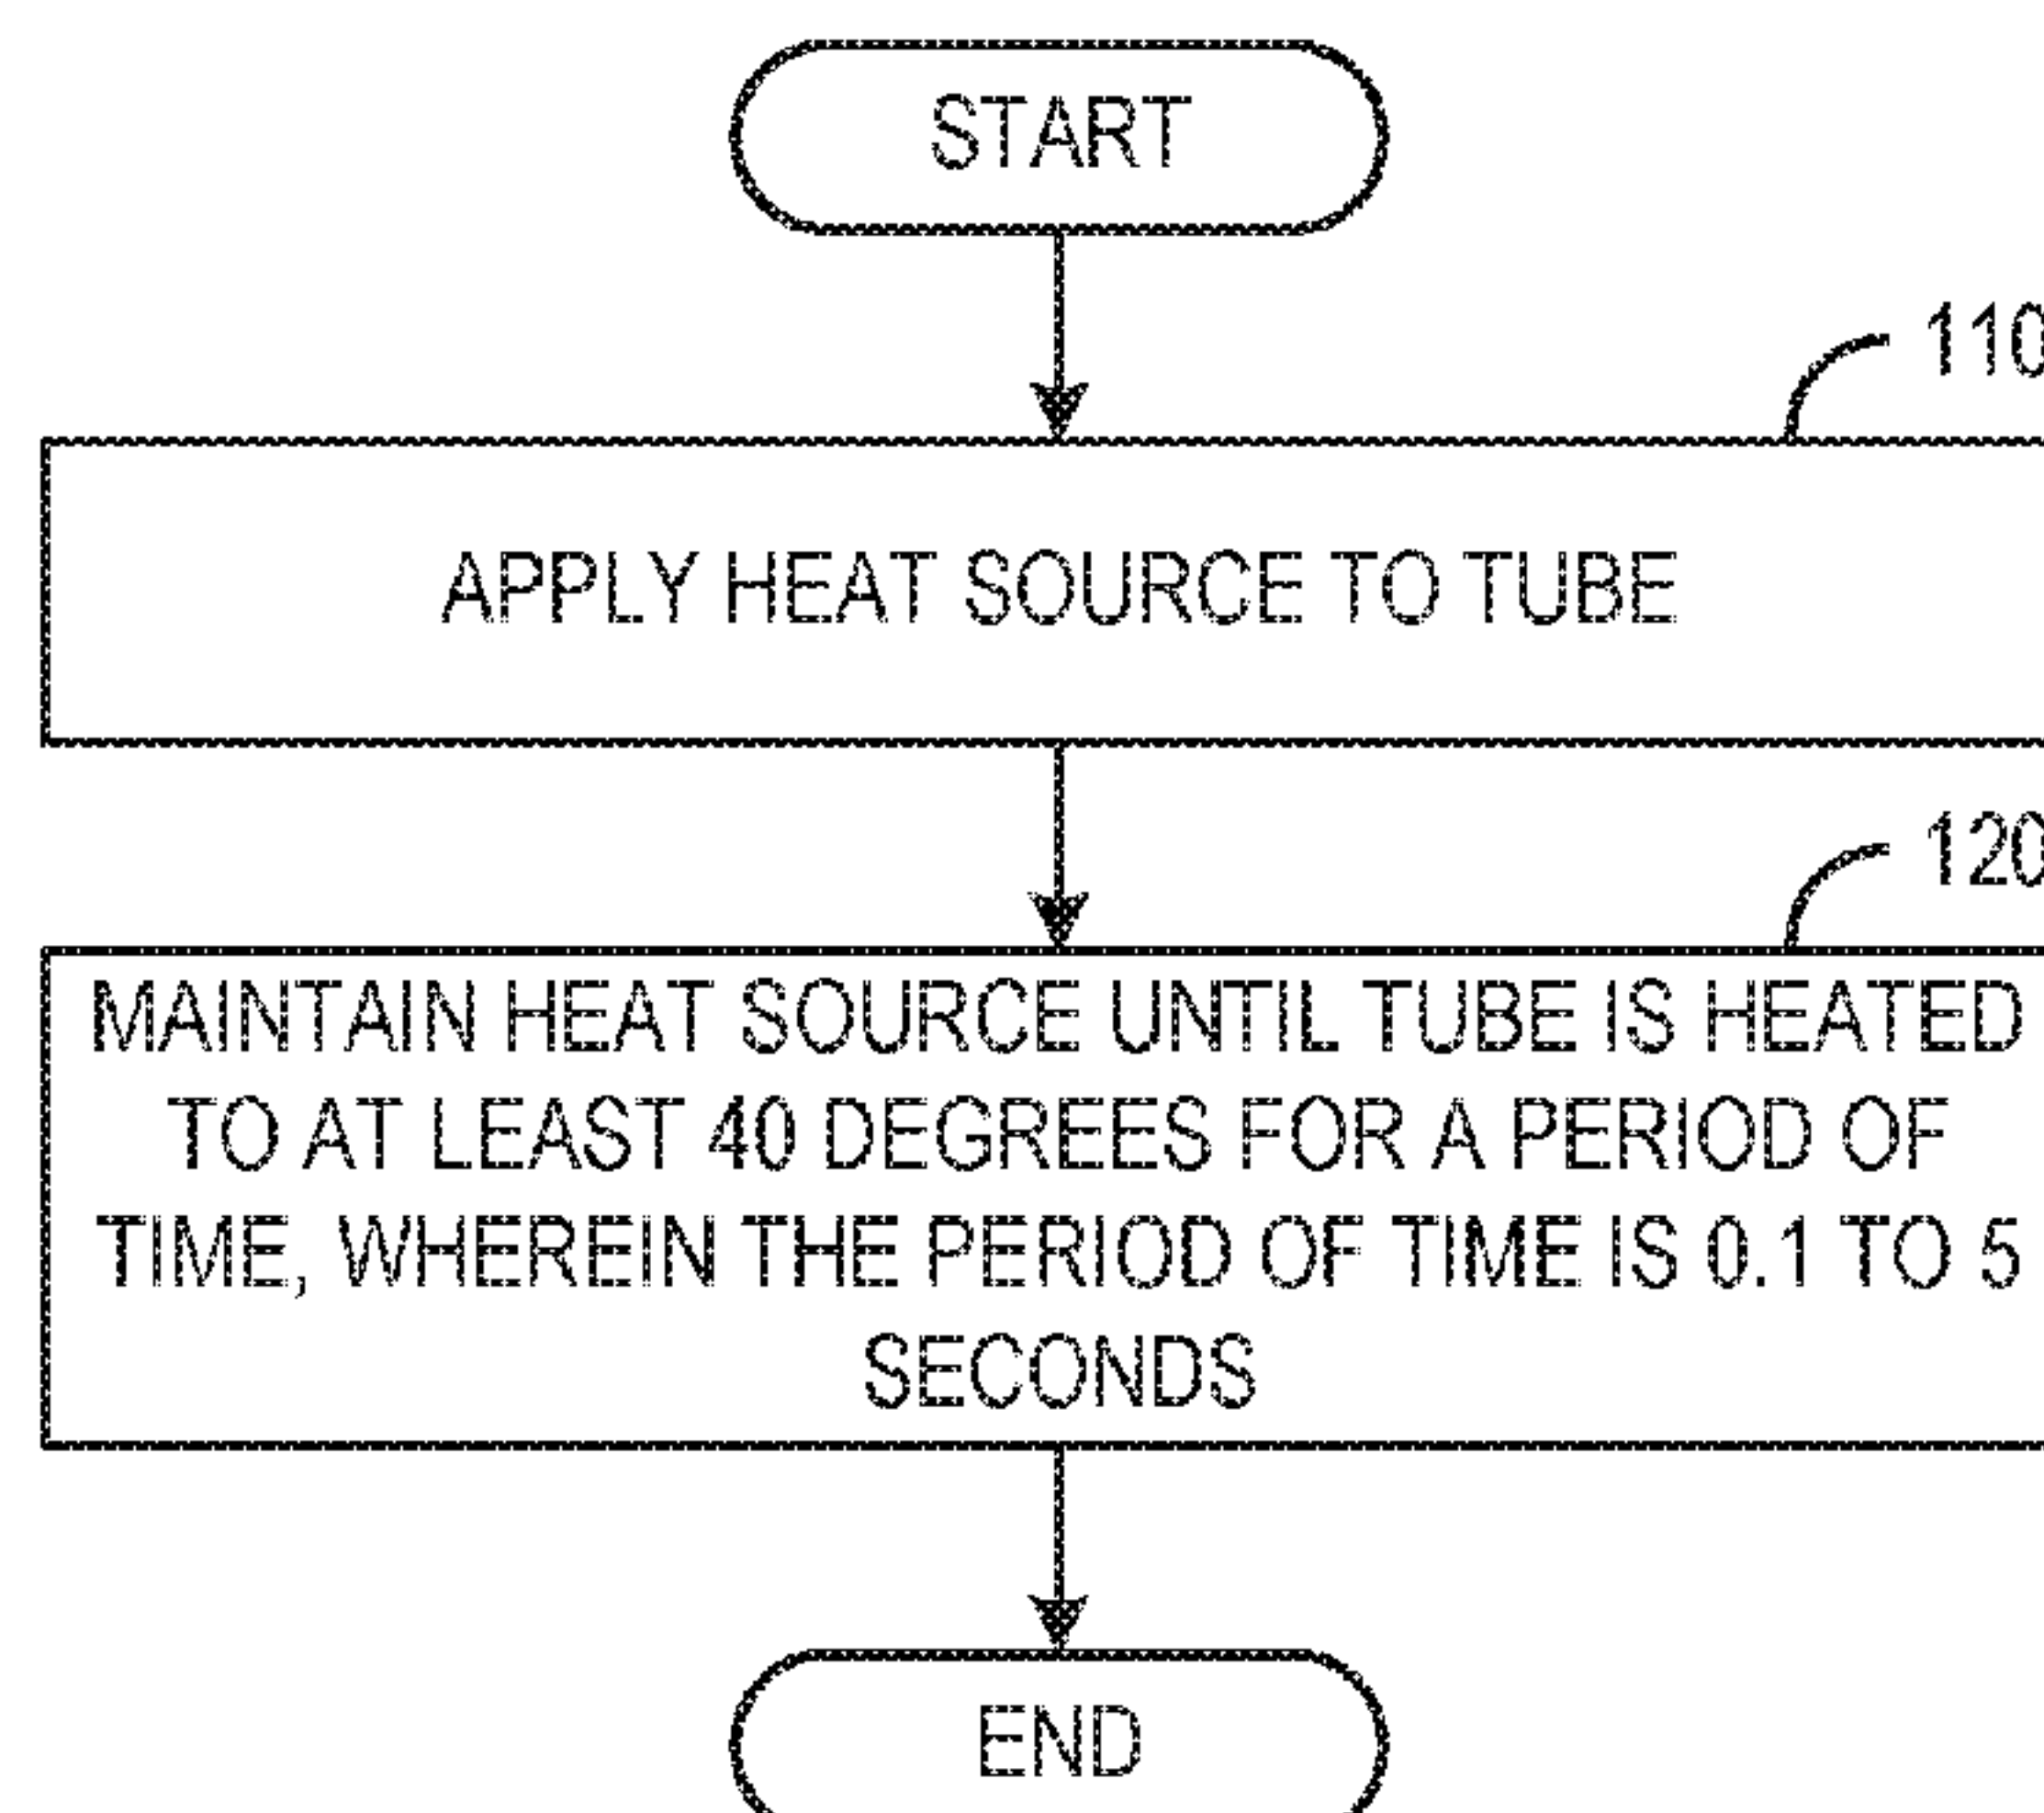 START
110
APPLY HEAT SOURCE TO TUBE
120
MAINTAIN HEAT SOURCE UNTIL TUBE IS HEATED
TO AT LEAST 40 DEGREES FOR A PERIOD OF
TIME, WHEREIN THE PERIOD OF TIME IS 0.1 TO 5
SECONDS
END